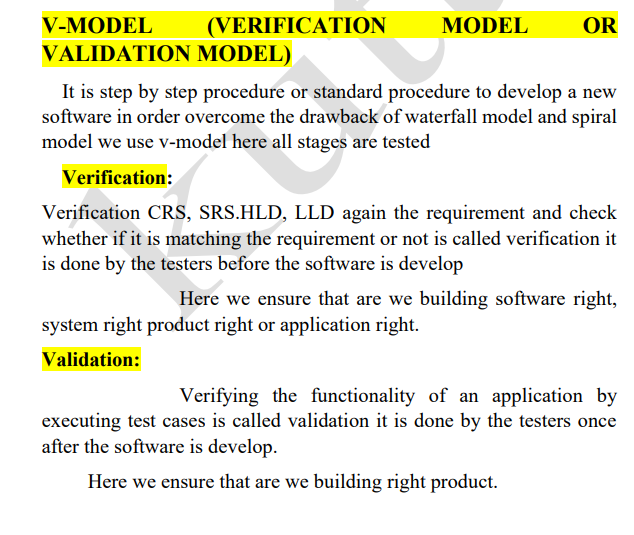 V-MODEL (VERIFICATION MODEL OR
VALIDATION MODEL)
It is step by step procedure or standard procedure to develop a new
software in order overcome the drawback of waterfall model and spiral
model we use v-model here all stages are tested
Verification:
Verification CRS, SRS.HLD, LLD again the requirement and check
whether if it is matching the requirement or not is called verification it
is done by the testers before the software is develop
Here we ensure that are we building software right,
system right product right or application right.
Validation:
Verifying the functionality of an application by
executing test cases is called validation it is done by the testers once
after the software is develop.
Here we ensure that are we building right product.